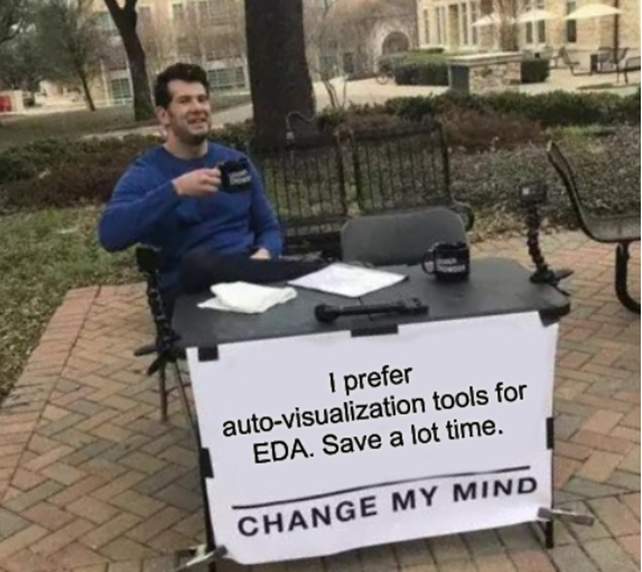 I prefer
auto-visualization tools for
EDA. Save a lot time.
CHANGE MY MIND